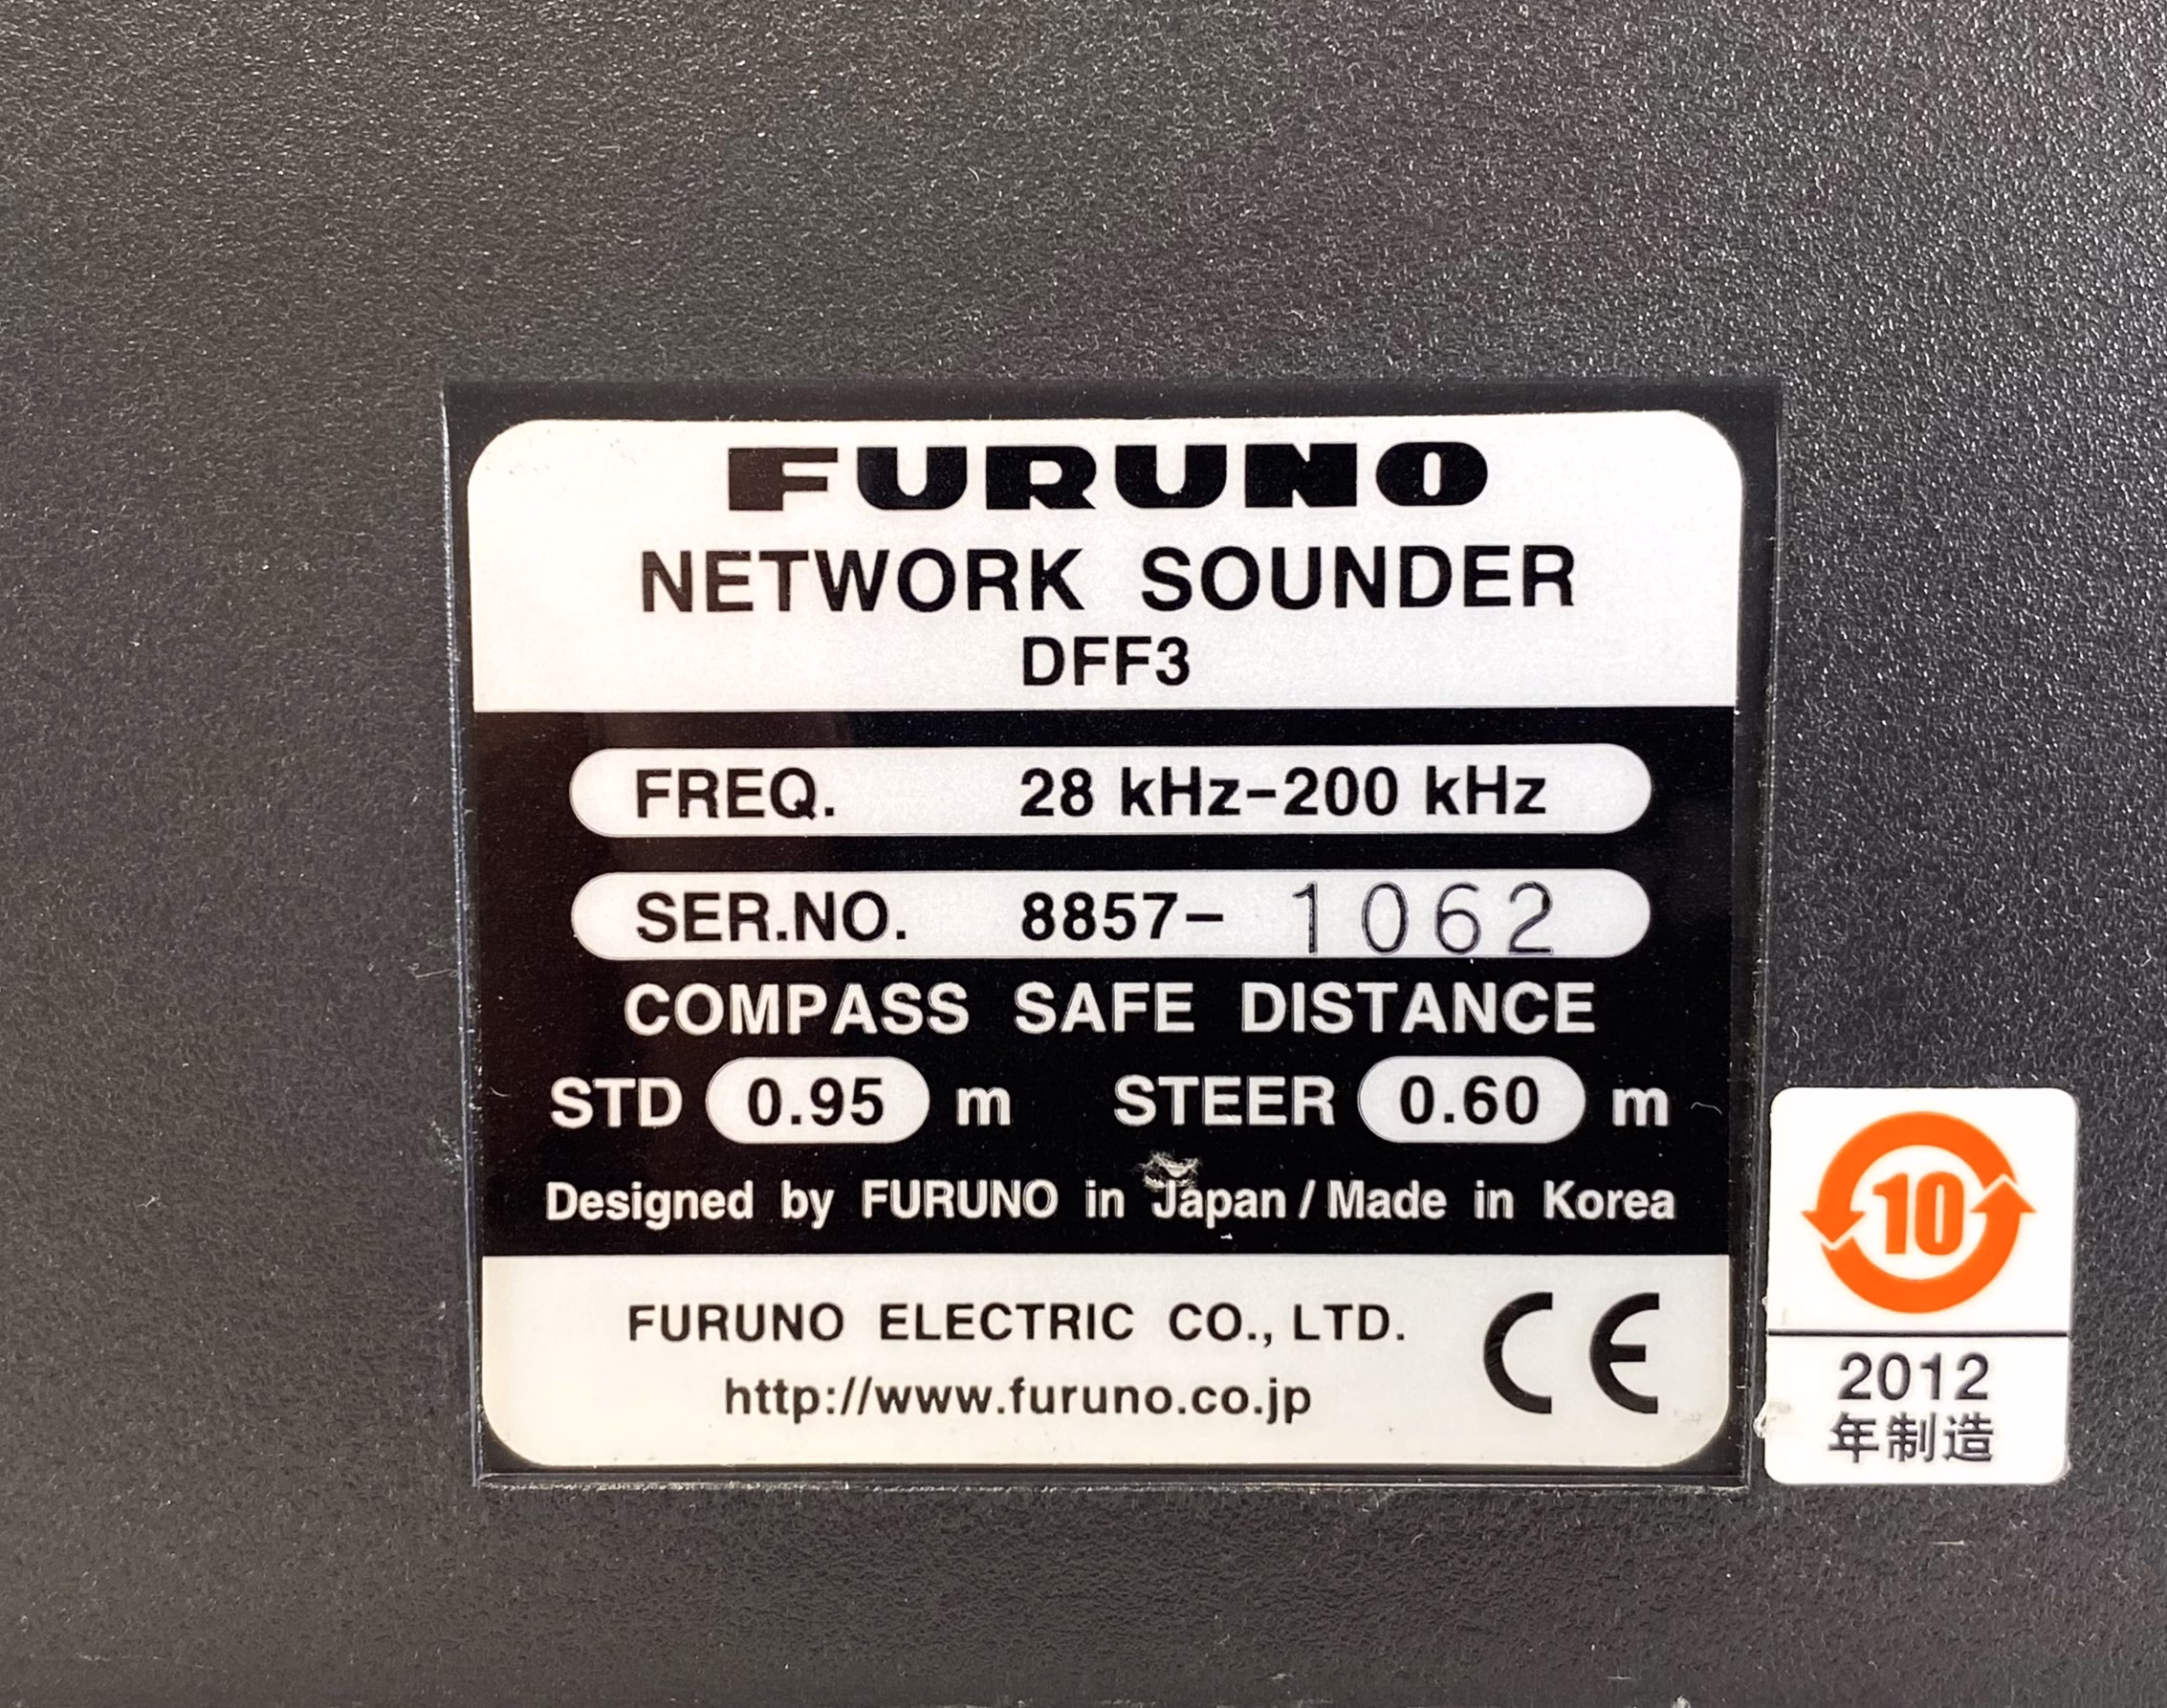 FURUNO
NETWORK SOUNDER
DFF3
FREQ. 28 kHz-200 kHz
SER.NO. 8857- 1062
COMPASS SAFE DISTANCE
STD 0.95 m STEER 0.60 m
Designed by FURUNO in Japan / Made in Korea
FURUNO ELECTRIC CO., LTD.
http://www.furuno.co.jp
CE
10
2012
年制造